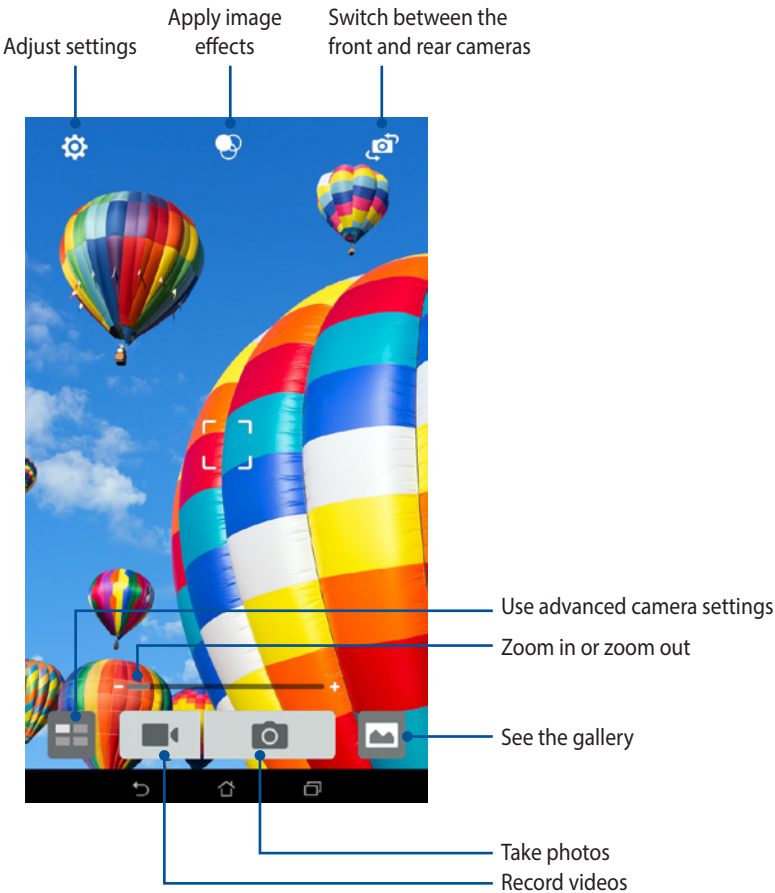 Adjust settings
Apply image
effects
Switch between the
front and rear cameras
Use advanced camera settings
Zoom in or zoom out
See the gallery
Take photos
Record videos